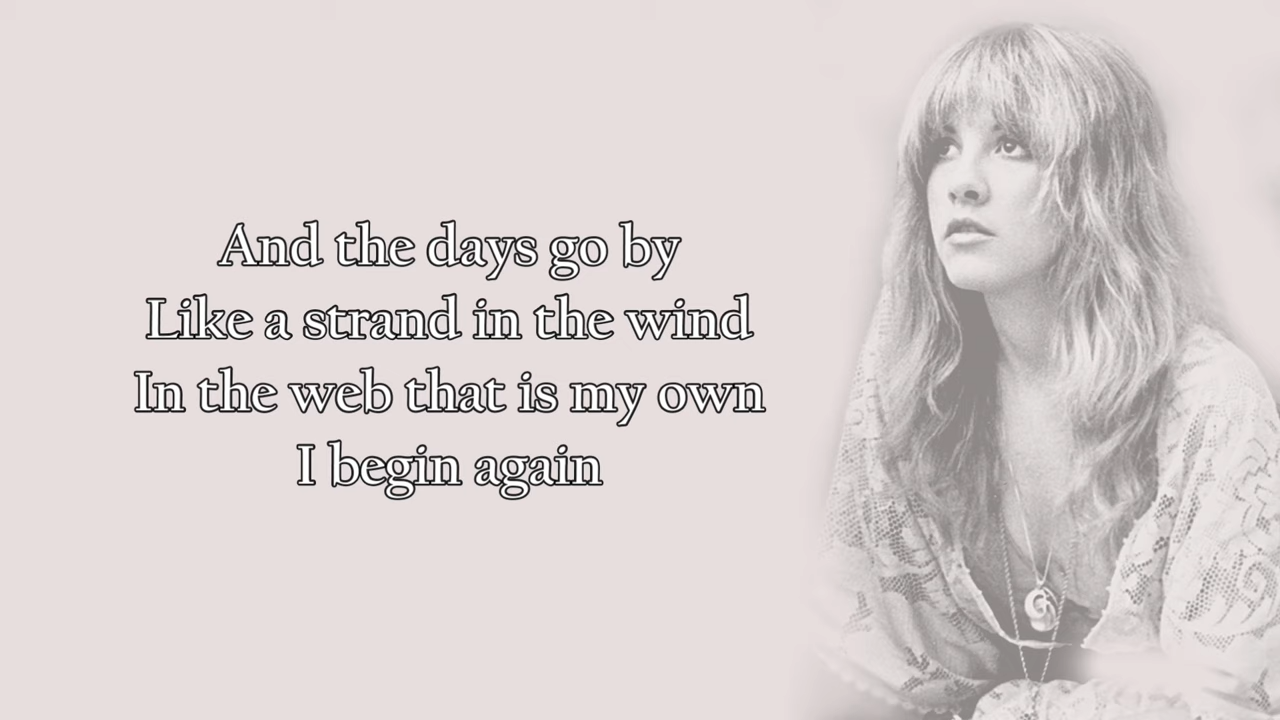 And the days go by
Like a strand in the wind
In the web that is my own
I begin again